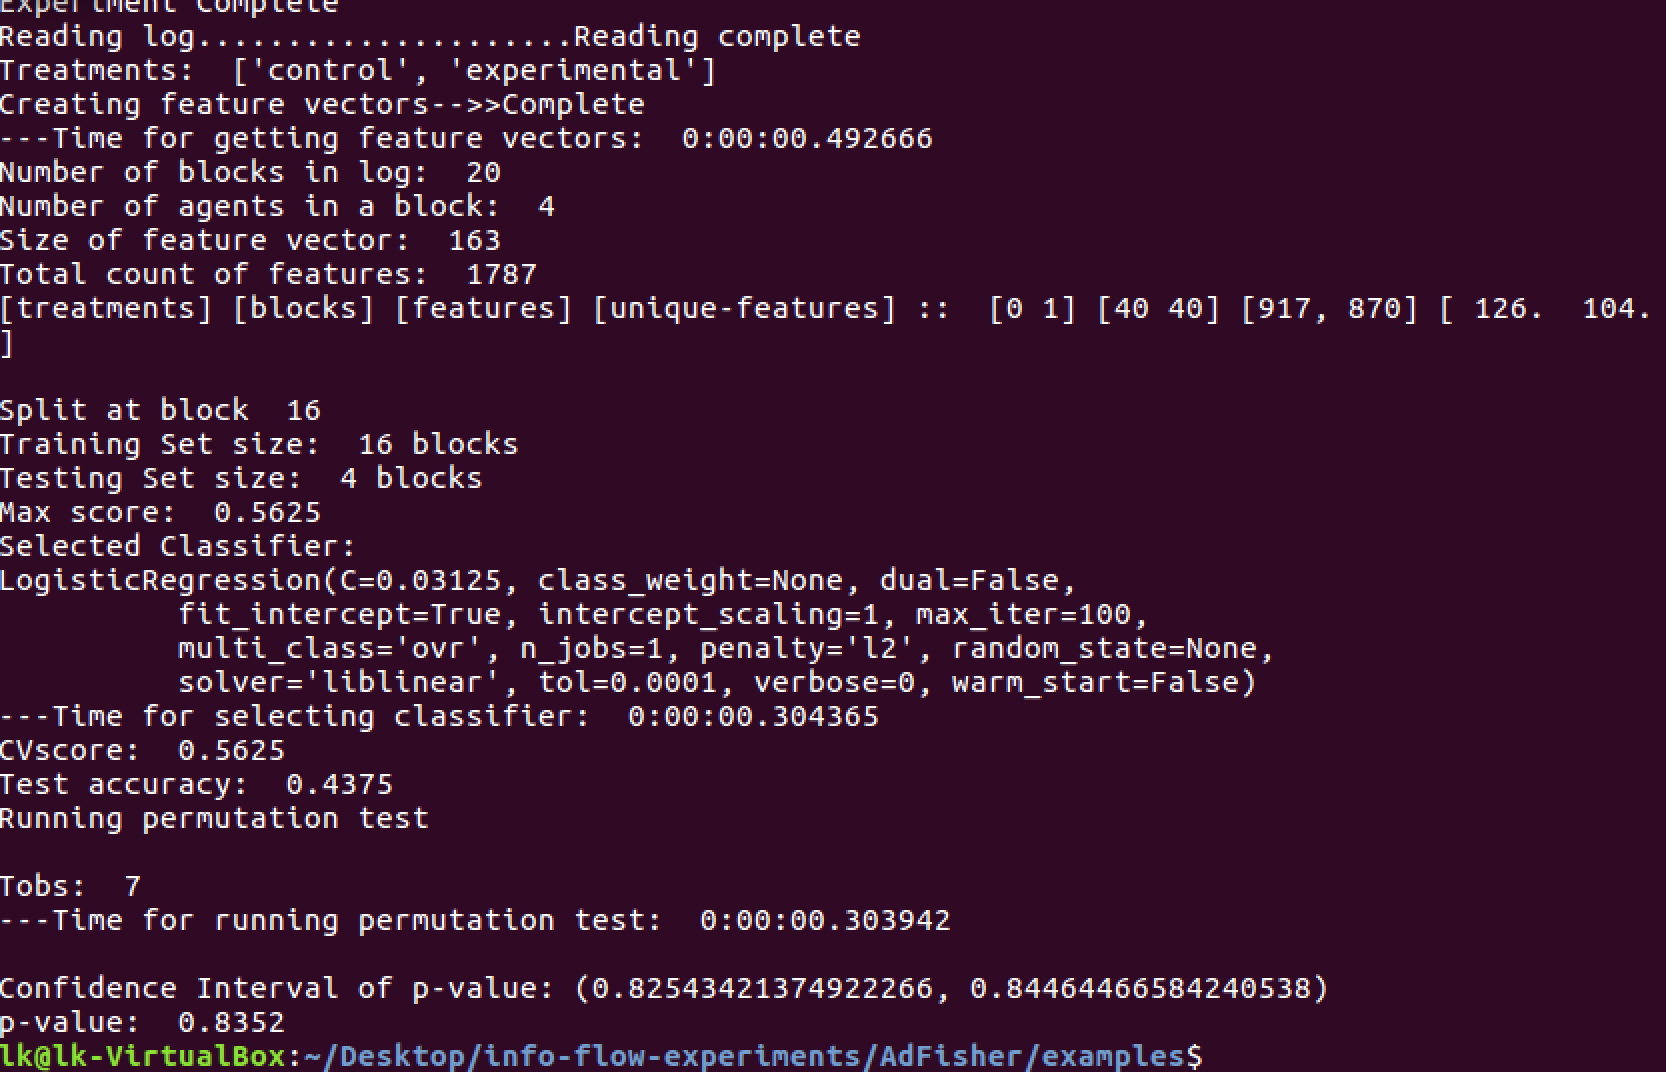 Experiment Complete
Reading log.....................Reading complete
Treatments:  ['control', 'experimental']
Creating feature vectors-->>Complete
---Time for getting feature vectors:  0:00:00.492666
Number of blocks in log:  20
Number of agents in a block:  4
Size of feature vector:  163
Total count of features:  1787
[treatments] [blocks] [features] [unique-features] ::  [0 1] [40 40] [917, 870] [ 126.  104.
]
Split at block  16
Training Set size:  16 blocks
Testing Set size:  4 blocks
Max score:  0.5625
Selected Classifier:
LogisticRegression(C=0.03125, class_weight=None, dual=False,
          fit_intercept=True, intercept_scaling=1, max_iter=100,
          multi_class='ovr', n_jobs=1, penalty='l2', random_state=None,
          solver='liblinear', tol=0.0001, verbose=0, warm_start=False)
---Time for selecting classifier:  0:00:00.304365
CVscore:  0.5625
Test accuracy:  0.4375
Running permutation test
Tobs:  7
---Time for running permutation test:  0:00:00.303942
Confidence Interval of p-value: (0.82543421374922266, 0.84464466584240538)
p-value:  0.8352
lk@lk-VirtualBox:~/Desktop/info-flow-experiments/AdFisher/examples$